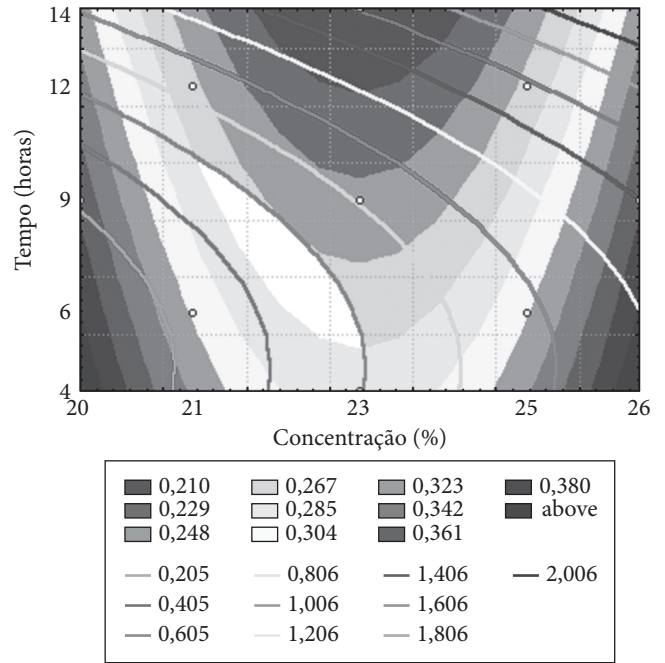 14
12
9
6
4
Tempo (horas)
20 21 23 25 26
Concentração (%)
0,210 0,267 0,323 0,380
0,229 0,285 0,342 above
0,248 0,304 0,361
0,205 0,806 1,406 2,006
0,405 1,006 1,606
0,605 1,206 1,806